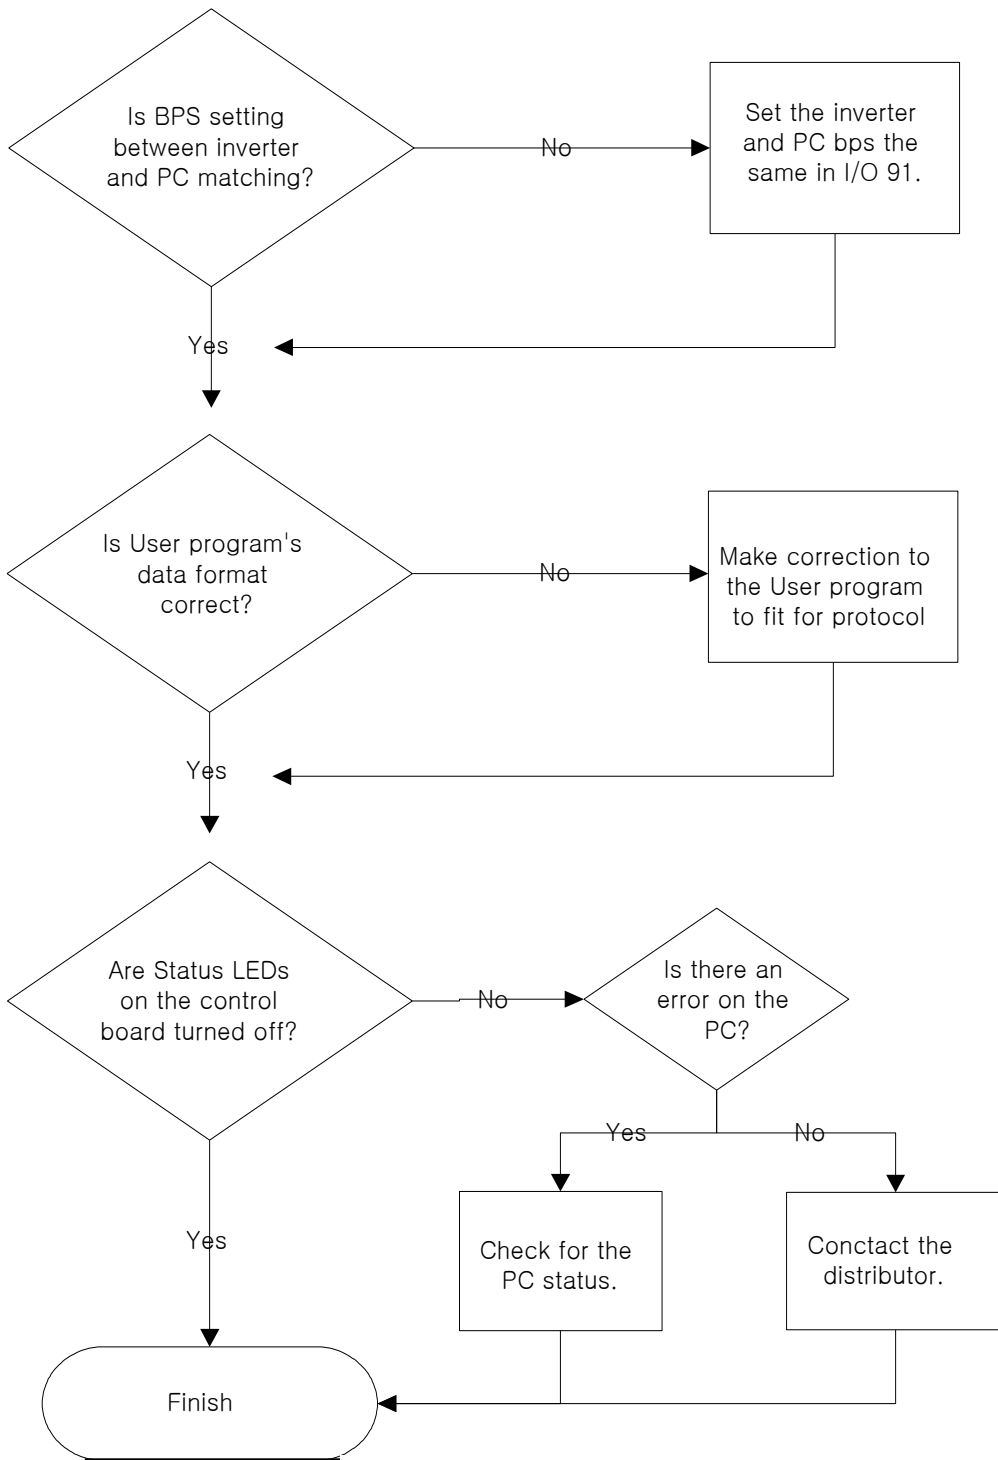 Is BPS setting
between inverter
and PC matching?
No
Set the inverter
and PC bps the
same in I/O 91.
Yes
Is User program's
data format
correct?
No
Make correction to
the User program
to fit for protocol
Yes
Are Status LEDs
on the control
board turned off?
No
Is there an
error on the
PC?
Yes
No
Yes
Check for the
PC status.
Conctact the
distributor.
Finish